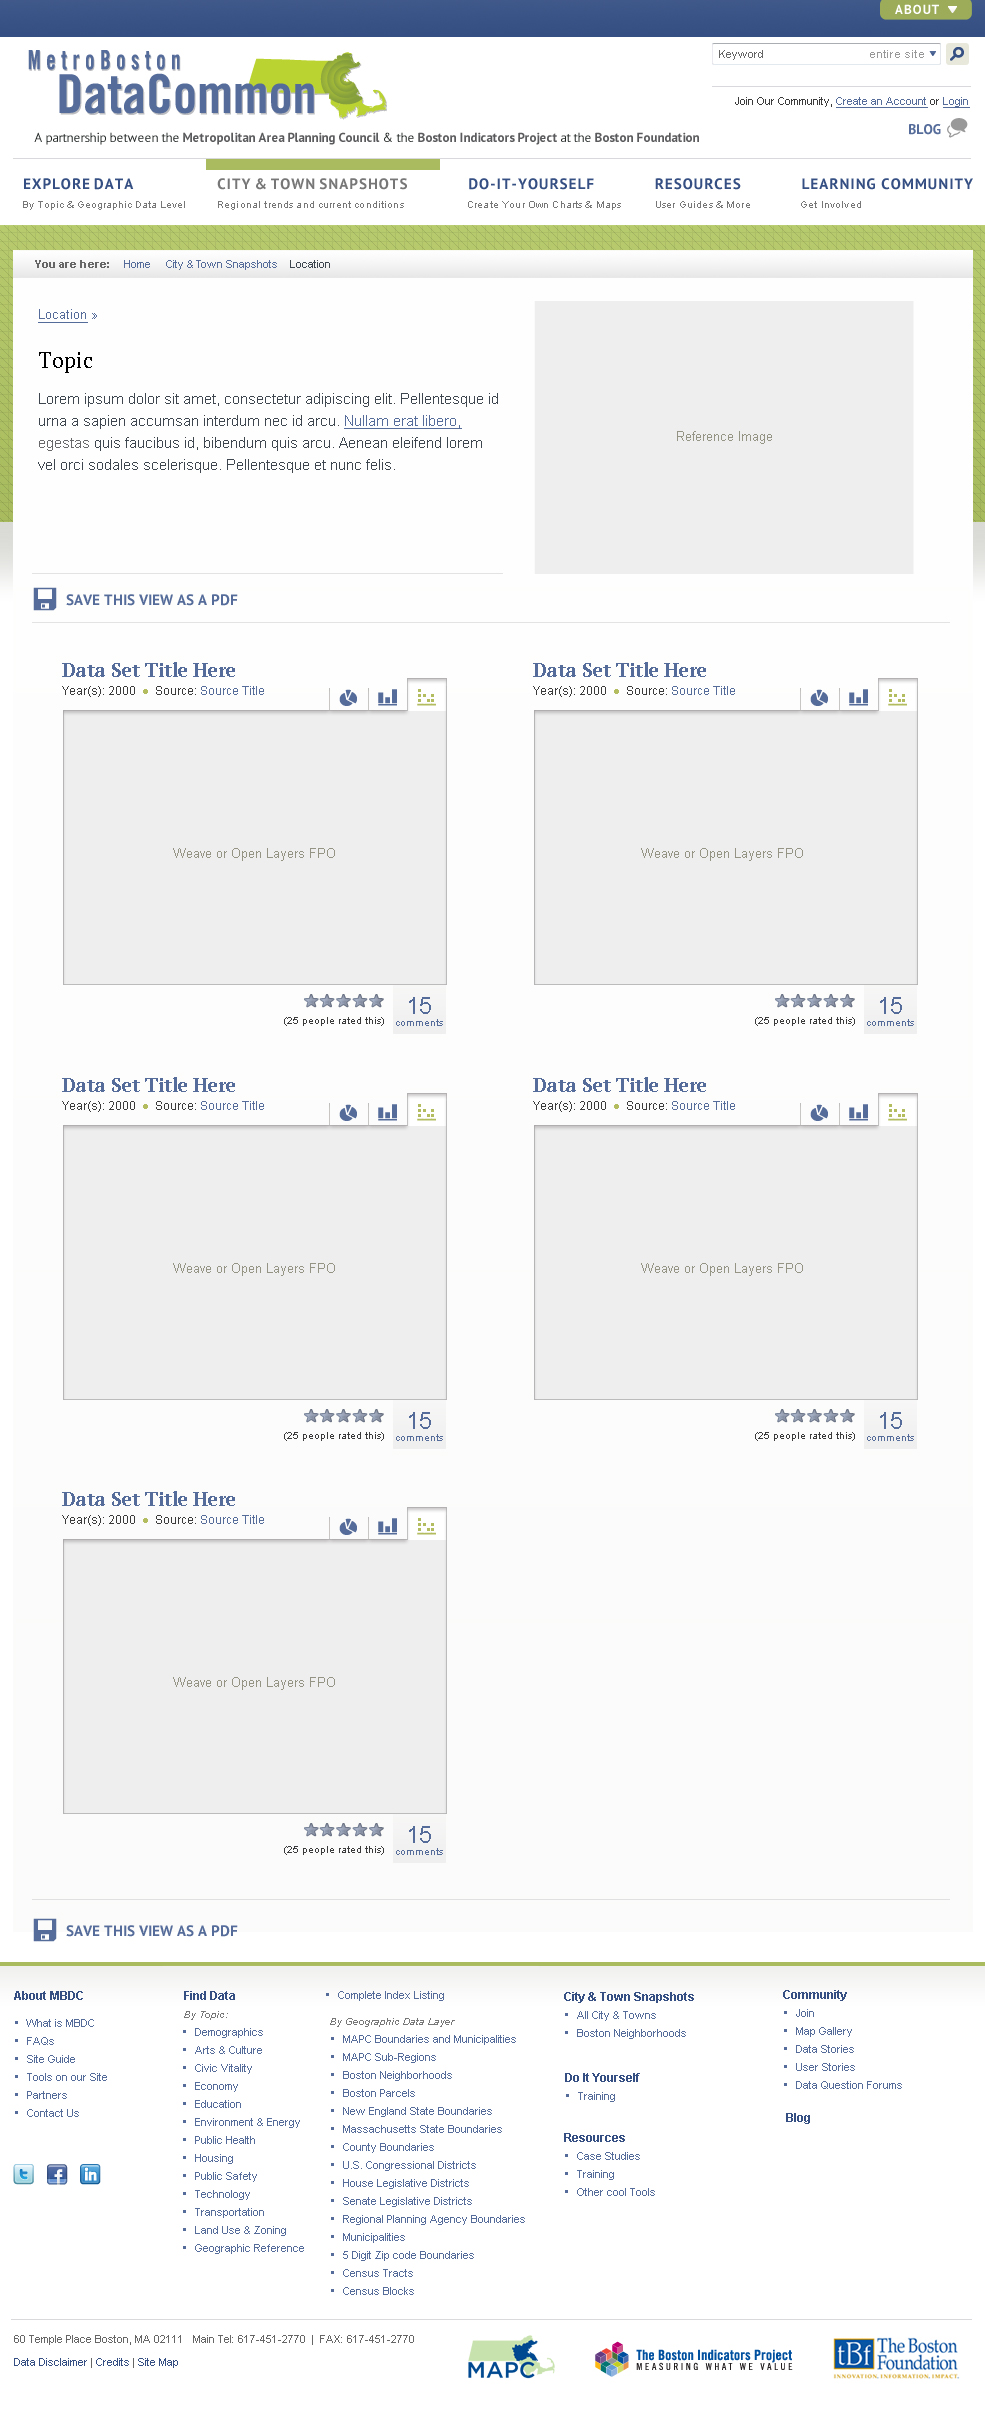 ABOUT
MetroBoston
DataCommon
Keyword entire site
Join Our Community, Create an Account or Login
A partnership between the Metropolitan Area Planning Council & the Boston Indicators Project at the Boston Foundation
BLOG
EXPLORE DATA
By Topic & Geographic Data Level
CITY & TOWN SNAPSHOTS
Regional trends and current conditions
DO-IT-YOURSELF
Create Your Own Charts & Maps
RESOURCES
User Guides & More
LEARNING COMMUNITY
Get Involved
You are here: Home City & Town Snapshots Location
Location »
Topic
Lorem ipsum dolor sit amet, consectetur adipiscing elit. Pellentesque id
urna a sapien accumsan interdum nec id arcu. Nullam erat libero,
egestas quis faucibus id, bibendum quis arcu. Aenean eleifend lorem
vel orci sodales scelerisque. Pellentesque et nunc felis.
Reference Image
SAVE THIS VIEW AS A PDF
Data Set Title Here
Year(s): 2000 • Source: Source Title
Weave or Open Layers FPO
(25 people rated this)
15
comments
Data Set Title Here
Year(s): 2000 • Source: Source Title
Weave or Open Layers FPO
(25 people rated this)
15
comments
Data Set Title Here
Year(s): 2000 • Source: Source Title
Weave or Open Layers FPO
(25 people rated this)
15
comments
Data Set Title Here
Year(s): 2000 • Source: Source Title
Weave or Open Layers FPO
(25 people rated this)
15
comments
Data Set Title Here
Year(s): 2000 • Source: Source Title
Weave or Open Layers FPO
(25 people rated this)
15
comments
SAVE THIS VIEW AS A PDF
About MBDC
What is MBDC
FAQs
Site Guide
Tools on our Site
Partners
Contact Us
Find Data
By Topic:
Demographics
Arts & Culture
Civic Vitality
Economy
Education
Environment & Energy
Public Health
Housing
Public Safety
Technology
Transportation
Land Use & Zoning
Geographic Reference
Complete Index Listing
By Geographic Data Layer
MAPC Boundaries and Municipalities
MAPC Sub-Regions
Boston Neighborhoods
Boston Parcels
New England State Boundaries
Massachusetts State Boundaries
County Boundaries
U.S. Congressional Districts
House Legislative Districts
Senate Legislative Districts
Regional Planning Agency Boundaries
Municipalities
5 Digit Zip code Boundaries
Census Tracts
Census Blocks
City & Town Snapshots
All City & Towns
Boston Neighborhoods
Do It Yourself
Training
Resources
Case Studies
Training
Other cool Tools
Community
Join
Map Gallery
Data Stories
User Stories
Data Question Forums
Blog
60 Temple Place Boston, MA 02111 Main Tel: 617-451-2770 | FAX: 617-451-2770
Data Disclaimer | Credits | Site Map
MAPC
The Boston Indicators Project
MEASURING WHAT WE VALUE
tBf The Boston
Foundation
INNOVATION, INFORMATION, IMPACT.